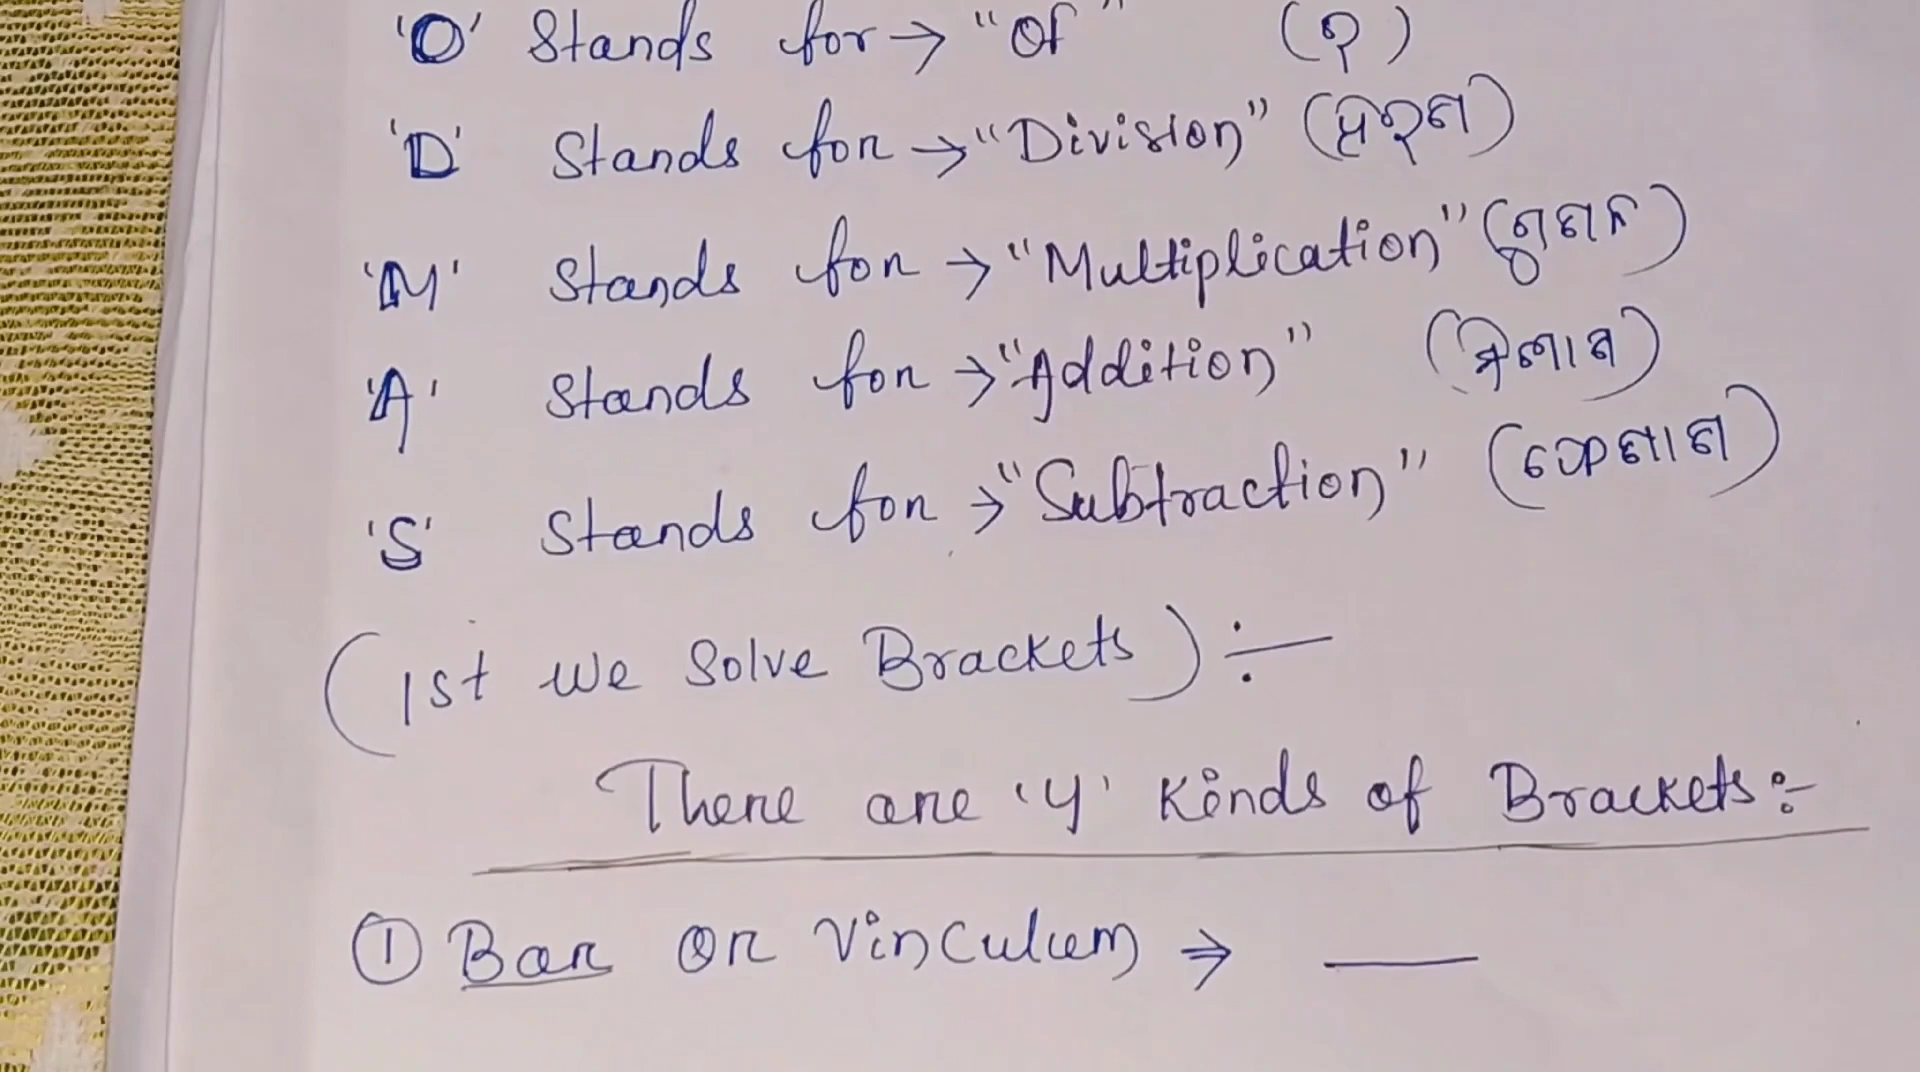 'O' Stands for → "Of" (ର)
'D' Stands for → "Division" (ହରଣ)
'M' Stands for → "Multiplication" (ଗୁଣନ)
'A' Stands for → "Addition" (ମିଶାଣ)
'S' Stands for → "Subtraction" (ଫେଡାଣ)
(1st we Solve Brackets) :-
There are '4' Kinds of Brackets :-
① Bar or Vinculum ⇒ —